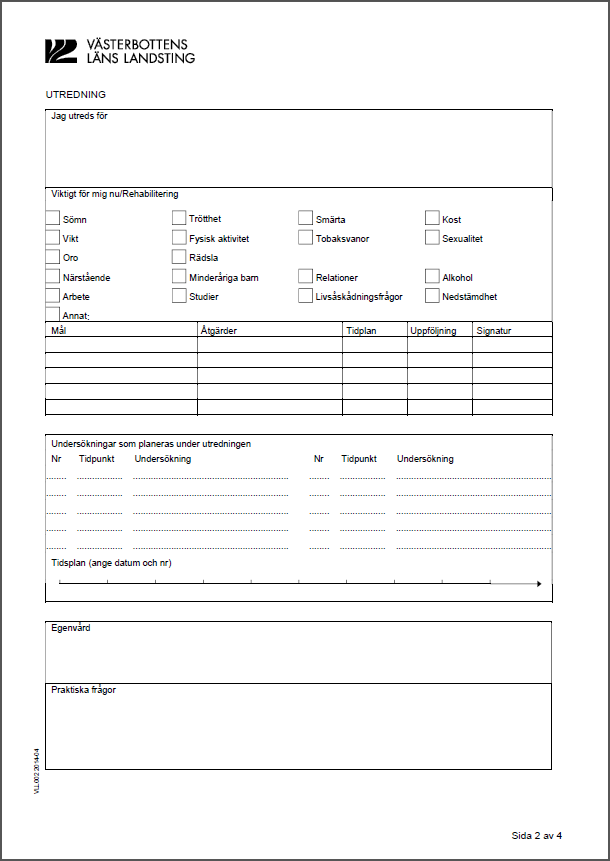 VÄSTERBOTTENS
LÄNS LANDSTING
UTREDNING
Jag utreds för
Viktigt för mig nu/Rehabilitering
Sömn Trötthet Smärta Kost
Vikt Fysisk aktivitet Tobaksvanor Sexualitet
Oro Rädsla
Närstående Minderåriga barn Relationer Alkohol
Arbete Studier Livsåskådningsfrågor Nedstämdhet
Annat:
Mål Åtgärder Tidplan Uppföljning Signatur
Undersökningar som planeras under utredningen
Nr Tidpunkt Undersökning Nr Tidpunkt Undersökning
Tidsplan (ange datum och nr)
Egenvård
Praktiska frågor
VLL002 2014-04
Sida 2 av 4